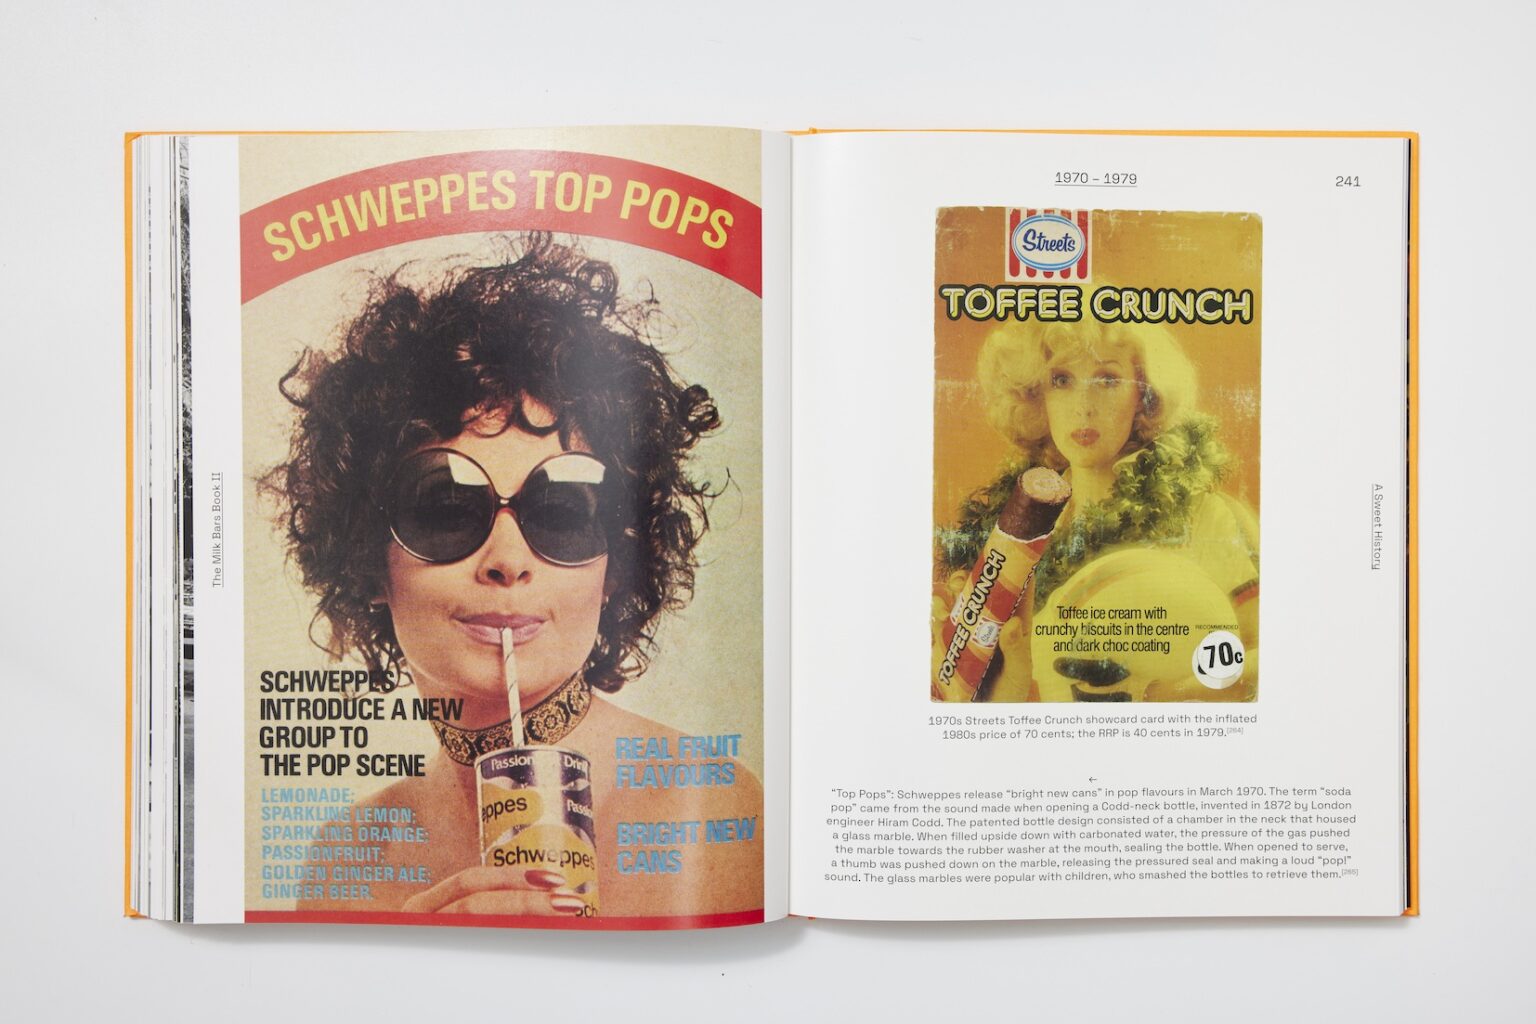 The Milk Bars Book II
SCHWEPPES TOP POPS
SCHWEPPES
INTRODUCE A NEW
GROUP TO
THE POP SCENE
LEMONADE;
SPARKLING LEMON;
SPARKLING ORANGE;
PASSIONFRUIT;
GOLDEN GINGER ALE;
GINGER BEER.
REAL FRUIT
FLAVOURS
BRIGHT NEW
CANS
Passion Drin
eppes
Passio
Schweppes
Sch
1970 – 1979
241
Streets
TOFFEE CRUNCH
TOFFEE CRUNCH
Streets
Toffee ice cream with
crunchy biscuits in the centre
and dark choc coating
RECOMMENDED
70c
1970s Streets Toffee Crunch showcard card with the inflated
1980s price of 70 cents; the RRP is 40 cents in 1979.[264]
A Sweet History
←
“Top Pops”: Schweppes release “bright new cans” in pop flavours in March 1970. The term “soda
pop” came from the sound made when opening a Codd-neck bottle, invented in 1872 by London
engineer Hiram Codd. The patented bottle design consisted of a chamber in the neck that housed
a glass marble. When filled upside down with carbonated water, the pressure of the gas pushed
the marble towards the rubber washer at the mouth, sealing the bottle. When opened to serve,
a thumb was pushed down on the marble, releasing the pressured seal and making a loud “pop!”
sound. The glass marbles were popular with children, who smashed the bottles to retrieve them.[265]